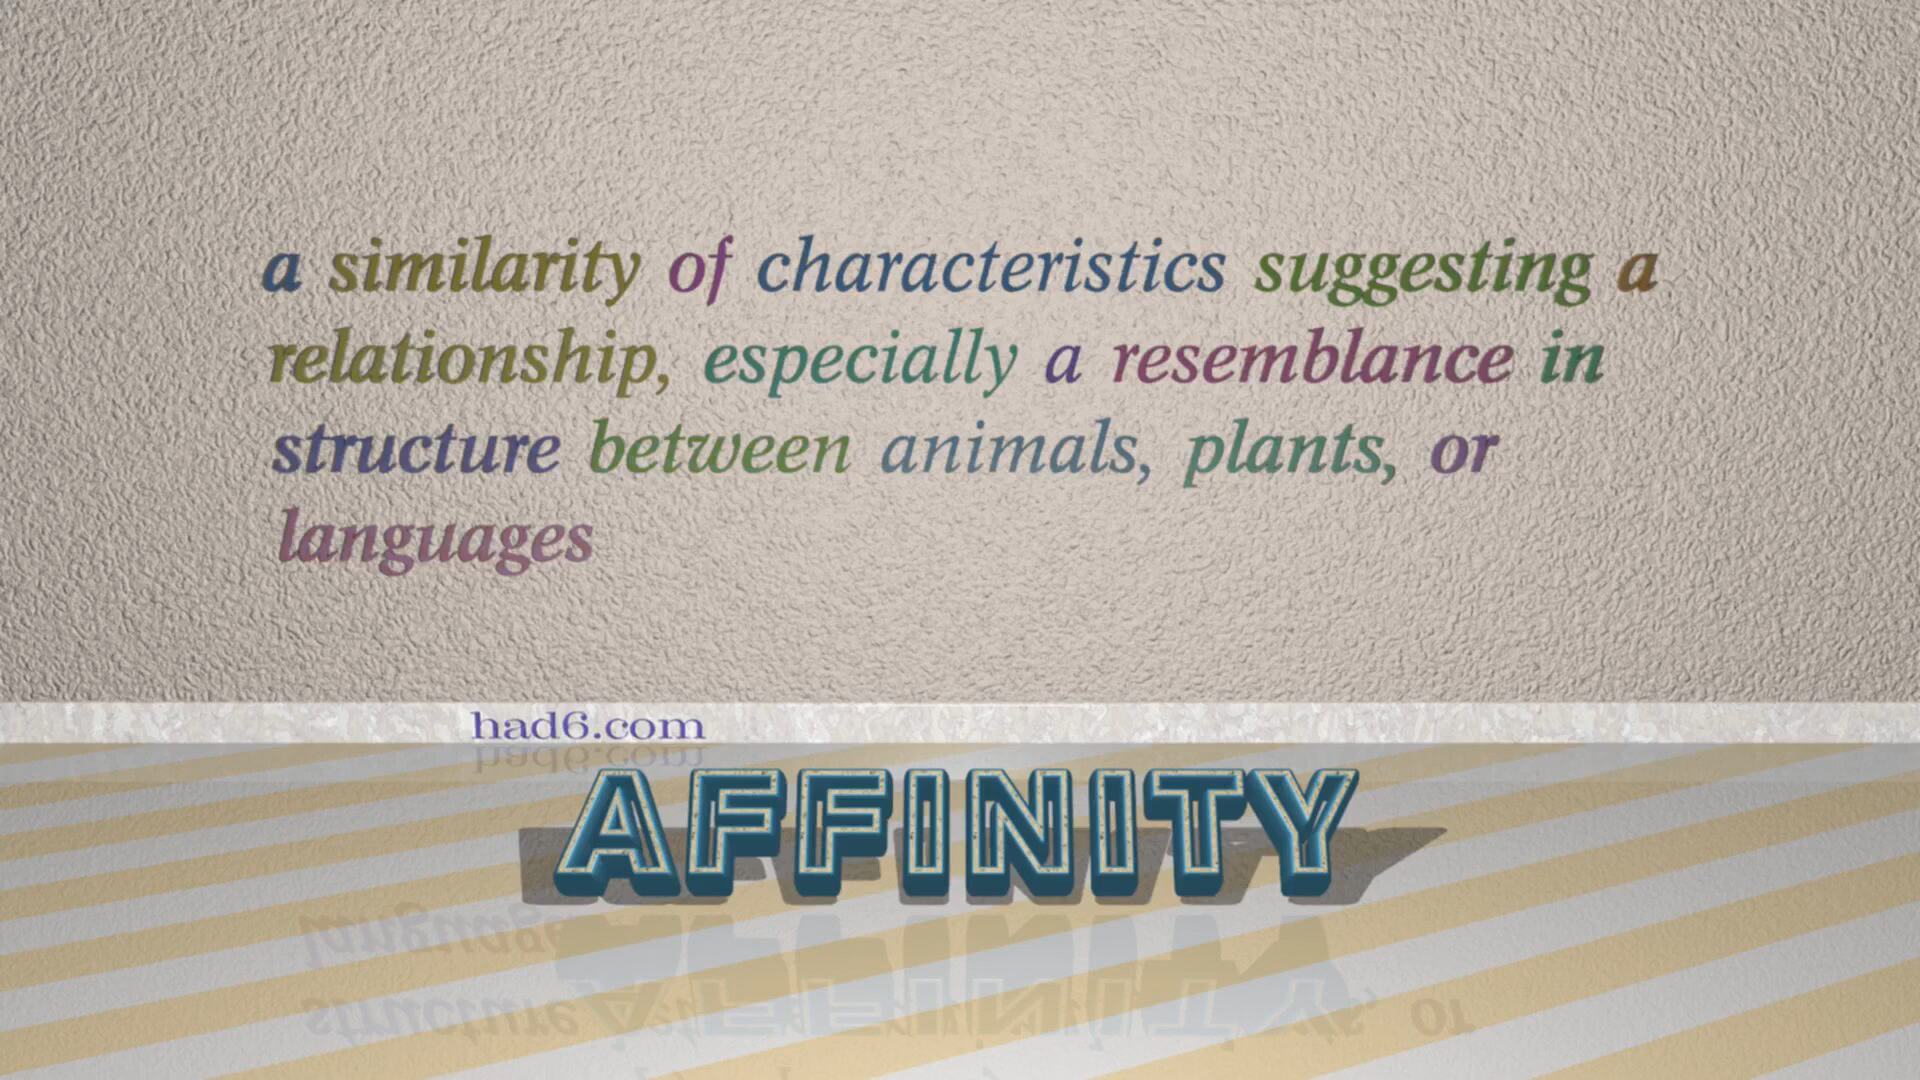 a similarity of characteristics suggesting a
relationship, especially a resemblance in
structure between animals, plants, or
languages
had6.com
AFFINITY